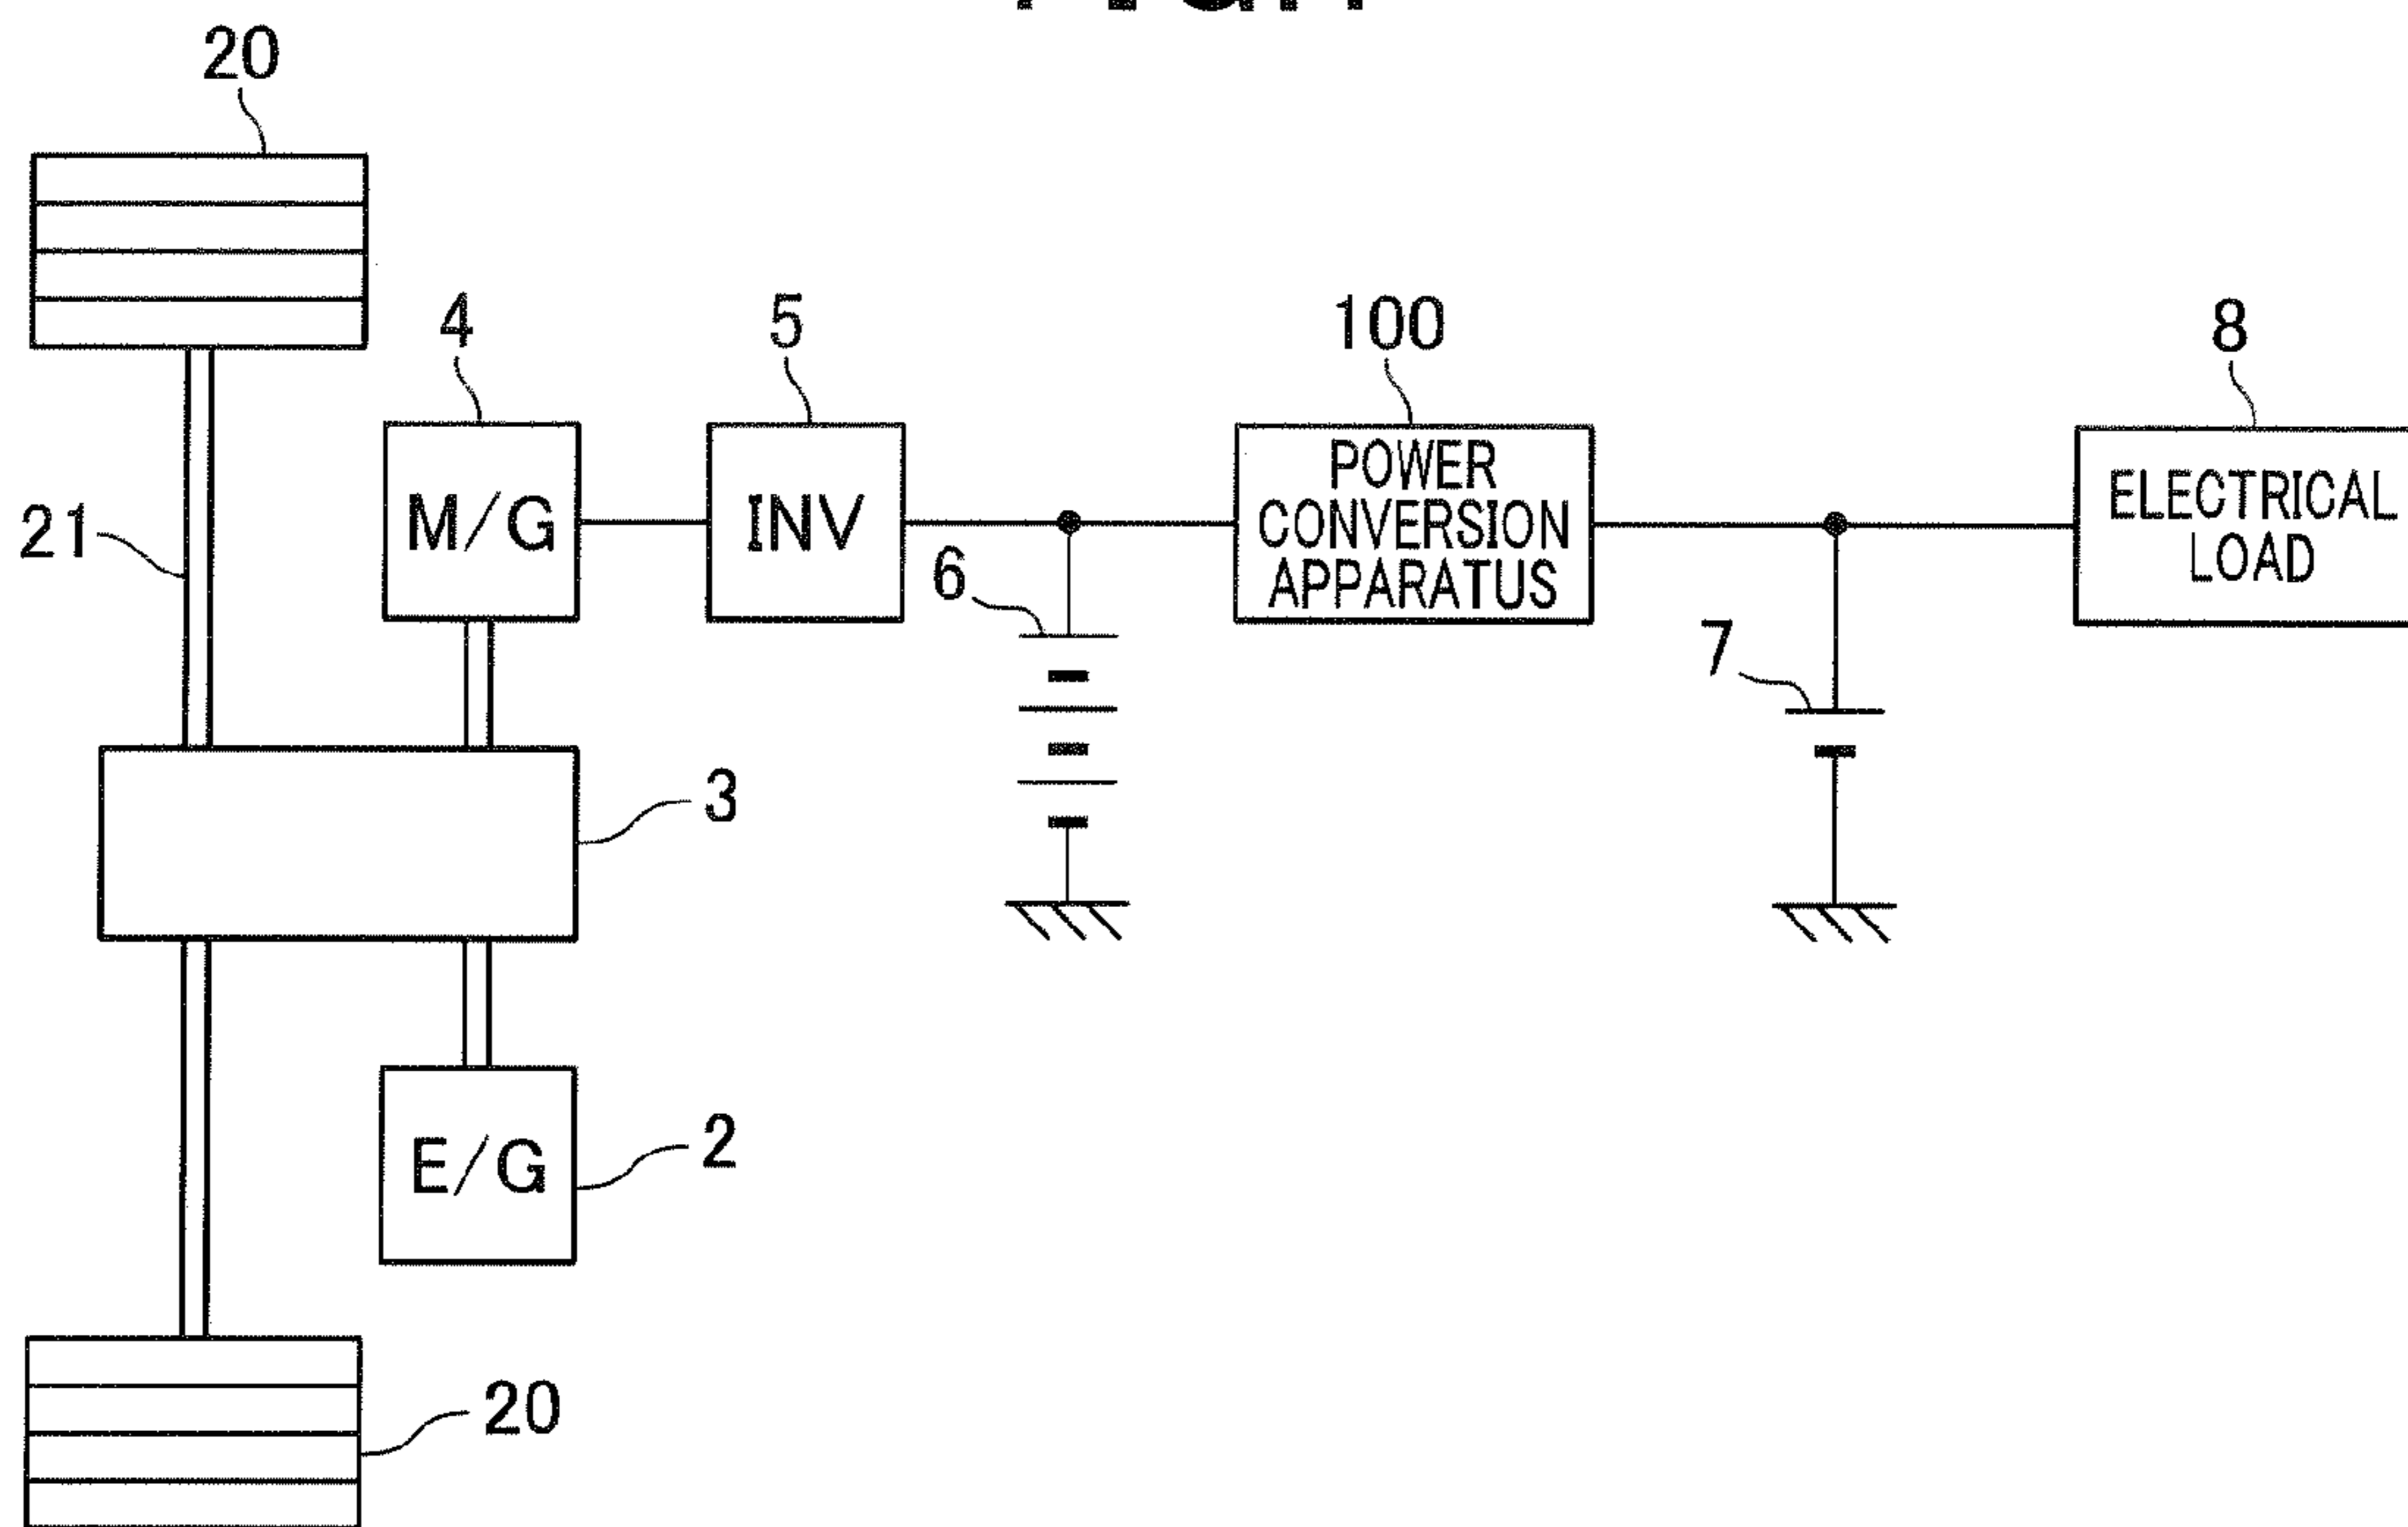 20
4
5
100
8
21
M/G
INV
POWER
CONVERSION
APPARATUS
ELECTRICAL
LOAD
6
7
3
E/G
2
20